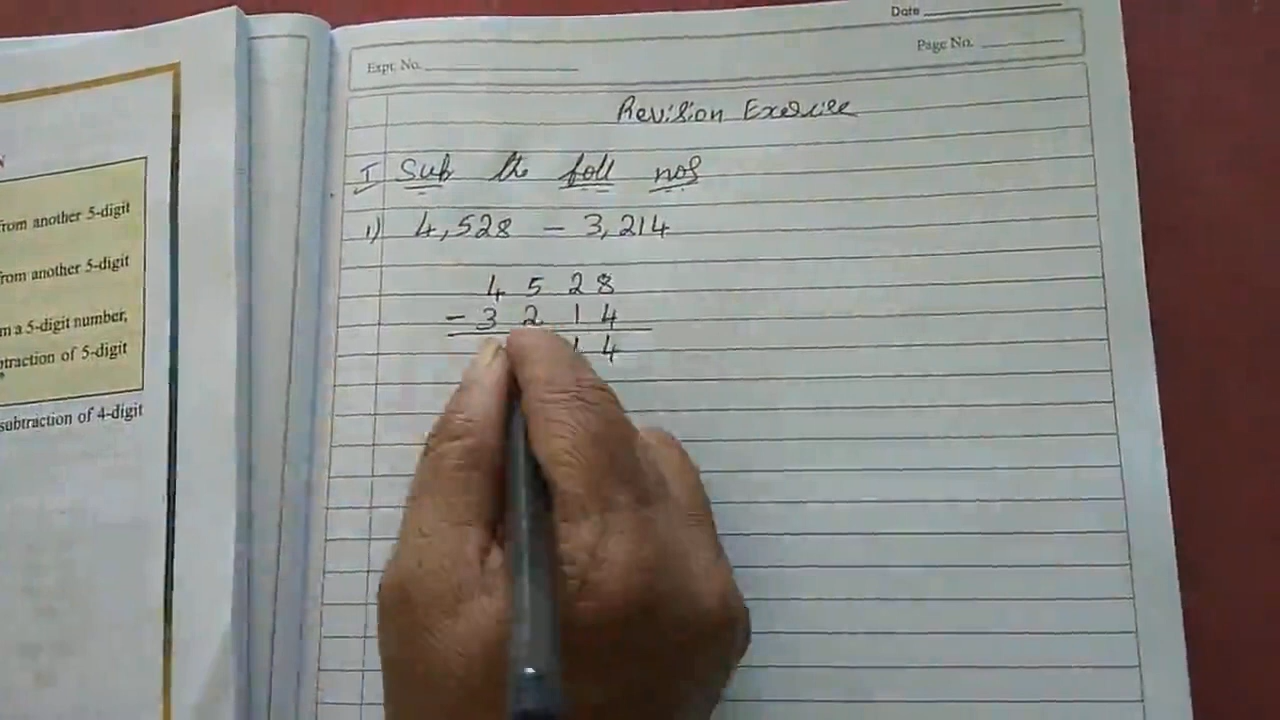 Date
Expt. No.
Page No.
Revision Exercise
I Sub the foll nos
1) 4,528 - 3,214
4 5 2 8
- 3 2 1 4
1 4
from another 5-digit
from another 5-digit
m a 5-digit number,
traction of 5-digit
subtraction of 4-digit